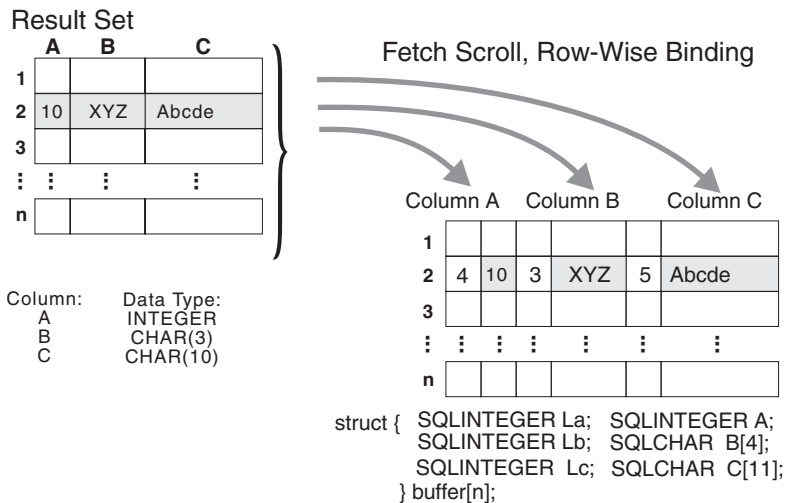 Result Set
A B C
1
2 10 XYZ Abcde
3
⋮ ⋮ ⋮ ⋮
n
Column: Data Type:
A INTEGER
B CHAR(3)
C CHAR(10)
Fetch Scroll, Row-Wise Binding
Column A Column B Column C
1
2 4 10 3 XYZ 5 Abcde
3
⋮ ⋮ ⋮ ⋮ ⋮ ⋮ ⋮
n
struct { SQLINTEGER La; SQLINTEGER A;
SQLINTEGER Lb; SQLCHAR B[4];
SQLINTEGER Lc; SQLCHAR C[11];
} buffer[n];